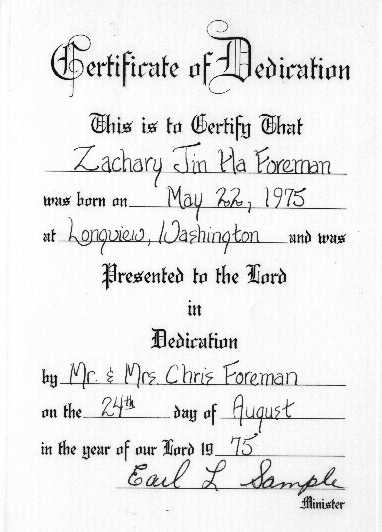 Certificate of Dedication
This is to Certify That
Zachary Jin Ha Foreman
was born on May 22, 1975
at Longview, Washington and was
Presented to the Lord
in
Dedication
by Mr. & Mrs. Chris Foreman
on the 24th day of August
in the year of our Lord 19 75
Earl L Sample
Minister